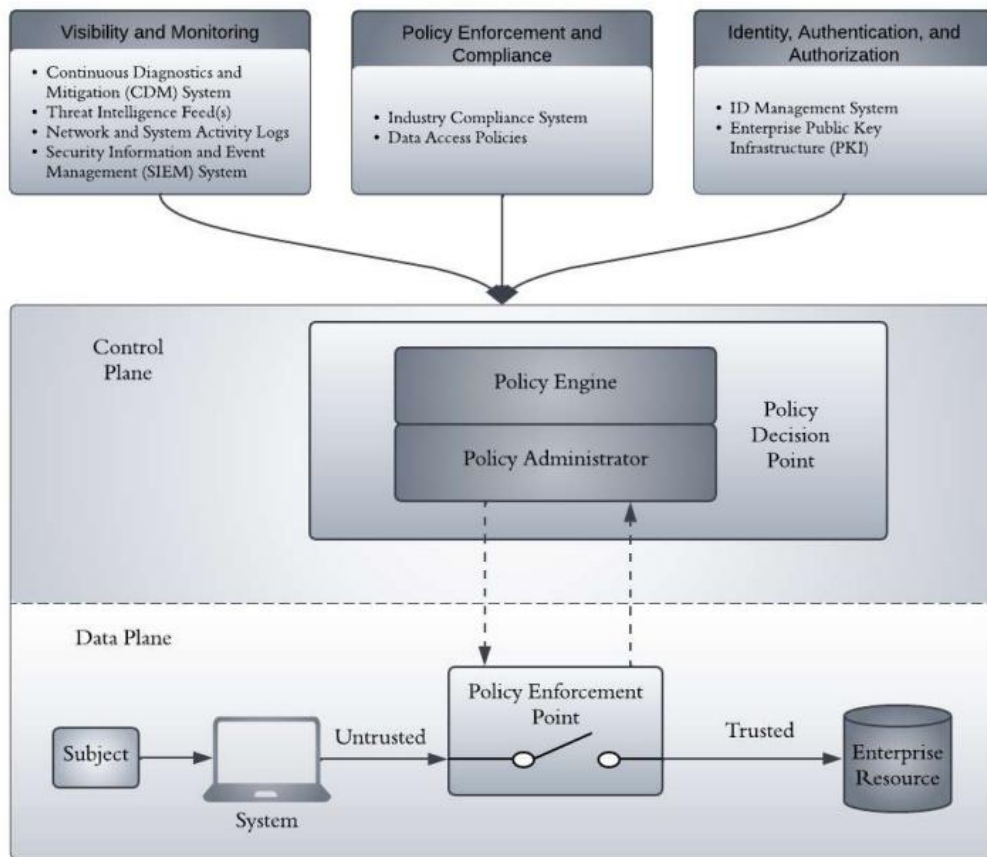 Visibility and Monitoring
• Continuous Diagnostics and
Mitigation (CDM) System
• Threat Intelligence Feed(s)
• Network and System Activity Logs
• Security Information and Event
Management (SIEM) System
Policy Enforcement and
Compliance
• Industry Compliance System
• Data Access Policies
Identity, Authentication, and
Authorization
• ID Management System
• Enterprise Public Key
Infrastructure (PKI)
Control
Plane
Policy Engine
Policy Administrator
Policy
Decision
Point
Data Plane
Subject
System
Untrusted
Policy Enforcement
Point
Trusted
Enterprise
Resource